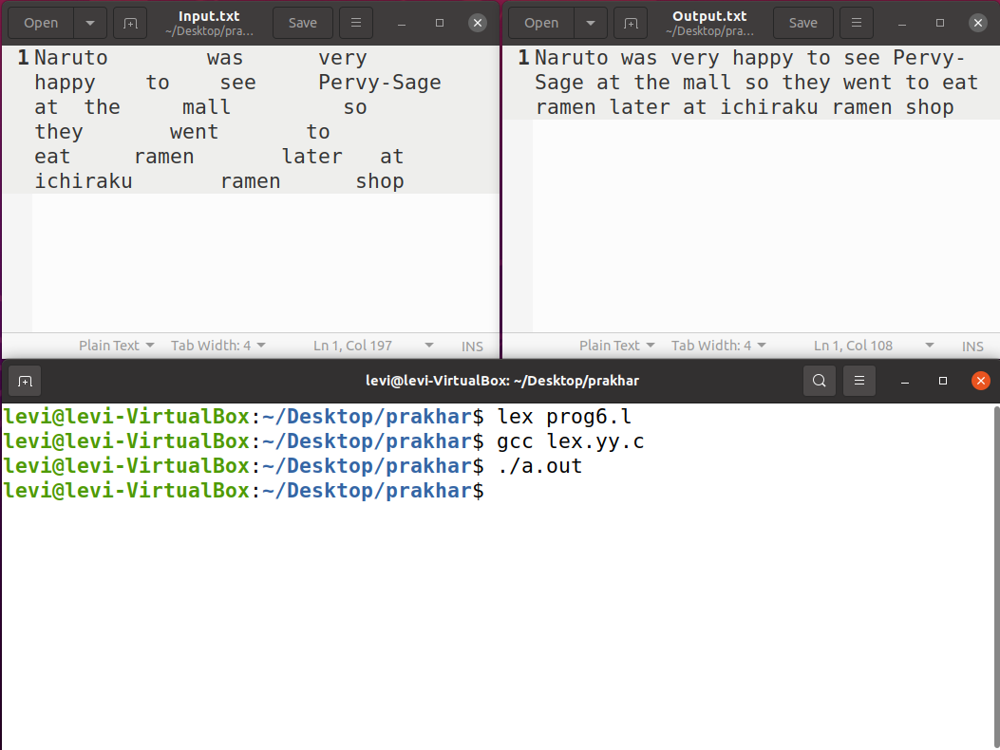 Open Input.txt Save
~/Desktop/pra...
1 Naruto was very
happy to see Pervy-Sage
at the mall so
they went to
eat ramen later at
ichiraku ramen shop
Plain Text Tab Width: 4 Ln 1, Col 197 INS
Open Output.txt Save
~/Desktop/pra...
1 Naruto was very happy to see Pervy-
Sage at the mall so they went to eat
ramen later at ichiraku ramen shop
Plain Text Tab Width: 4 Ln 1, Col 108 INS
levi@levi-VirtualBox: ~/Desktop/prakhar
levi@levi-VirtualBox:~/Desktop/prakhar$ lex prog6.l
levi@levi-VirtualBox:~/Desktop/prakhar$ gcc lex.yy.c
levi@levi-VirtualBox:~/Desktop/prakhar$ ./a.out
levi@levi-VirtualBox:~/Desktop/prakhar$